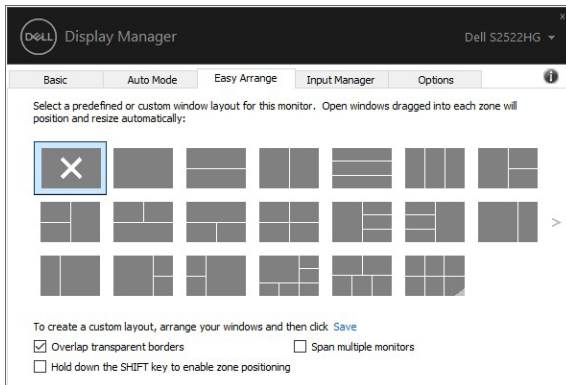 DELL Display Manager Dell S2522HG
Basic Auto Mode Easy Arrange Input Manager Options
Select a predefined or custom window layout for this monitor. Open windows dragged into each zone will
position and resize automatically:
To create a custom layout, arrange your windows and then click Save
Overlap transparent borders Span multiple monitors
Hold down the SHIFT key to enable zone positioning